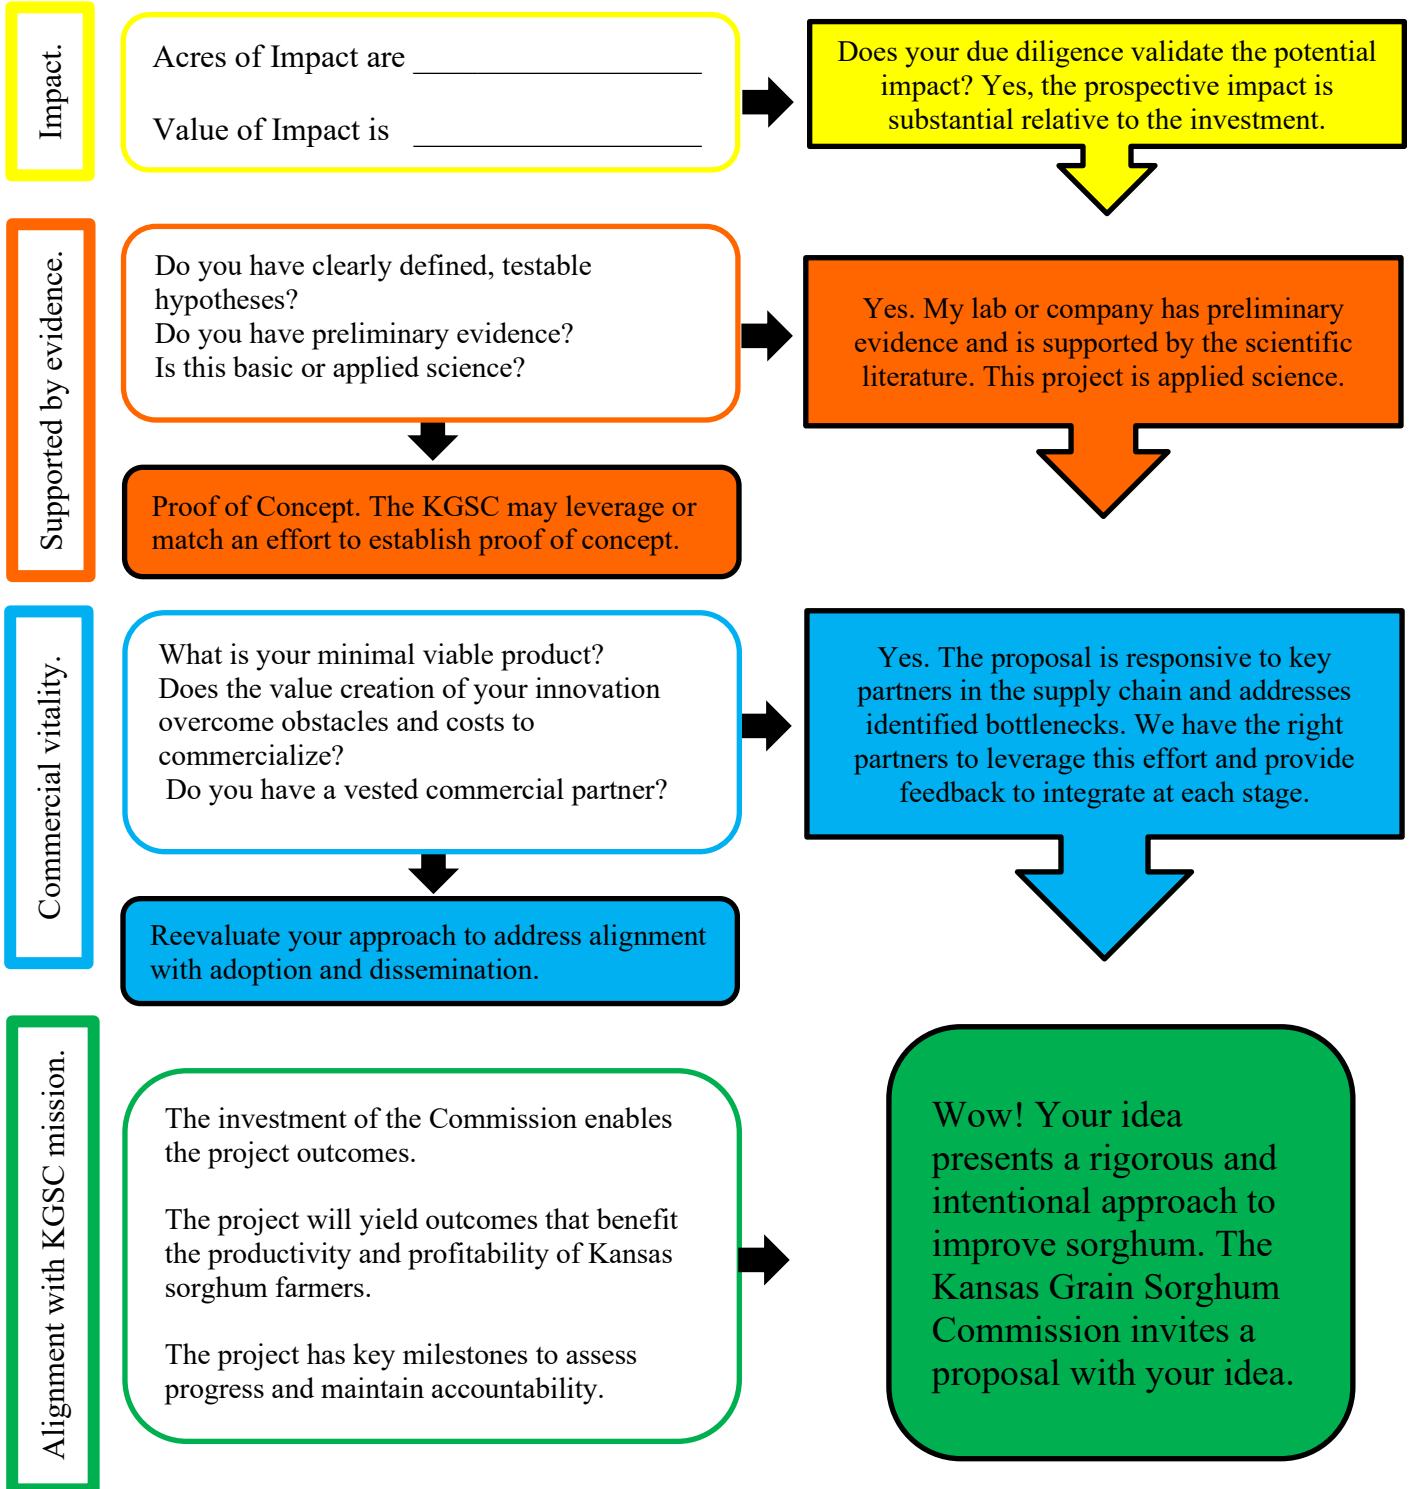 Impact.
Acres of Impact are __________________
Value of Impact is __________________
Does your due diligence validate the potential
impact? Yes, the prospective impact is
substantial relative to the investment.
Supported by evidence.
Do you have clearly defined, testable
hypotheses?
Do you have preliminary evidence?
Is this basic or applied science?
Yes. My lab or company has preliminary
evidence and is supported by the scientific
literature. This project is applied science.
Proof of Concept. The KGSC may leverage or
match an effort to establish proof of concept.
Commercial vitality.
What is your minimal viable product?
Does the value creation of your innovation
overcome obstacles and costs to
commercialize?
Do you have a vested commercial partner?
Yes. The proposal is responsive to key
partners in the supply chain and addresses
identified bottlenecks. We have the right
partners to leverage this effort and provide
feedback to integrate at each stage.
Reevaluate your approach to address alignment
with adoption and dissemination.
Alignment with KGSC mission.
The investment of the Commission enables
the project outcomes.
The project will yield outcomes that benefit
the productivity and profitability of Kansas
sorghum farmers.
The project has key milestones to assess
progress and maintain accountability.
Wow! Your idea
presents a rigorous and
intentional approach to
improve sorghum. The
Kansas Grain Sorghum
Commission invites a
proposal with your idea.